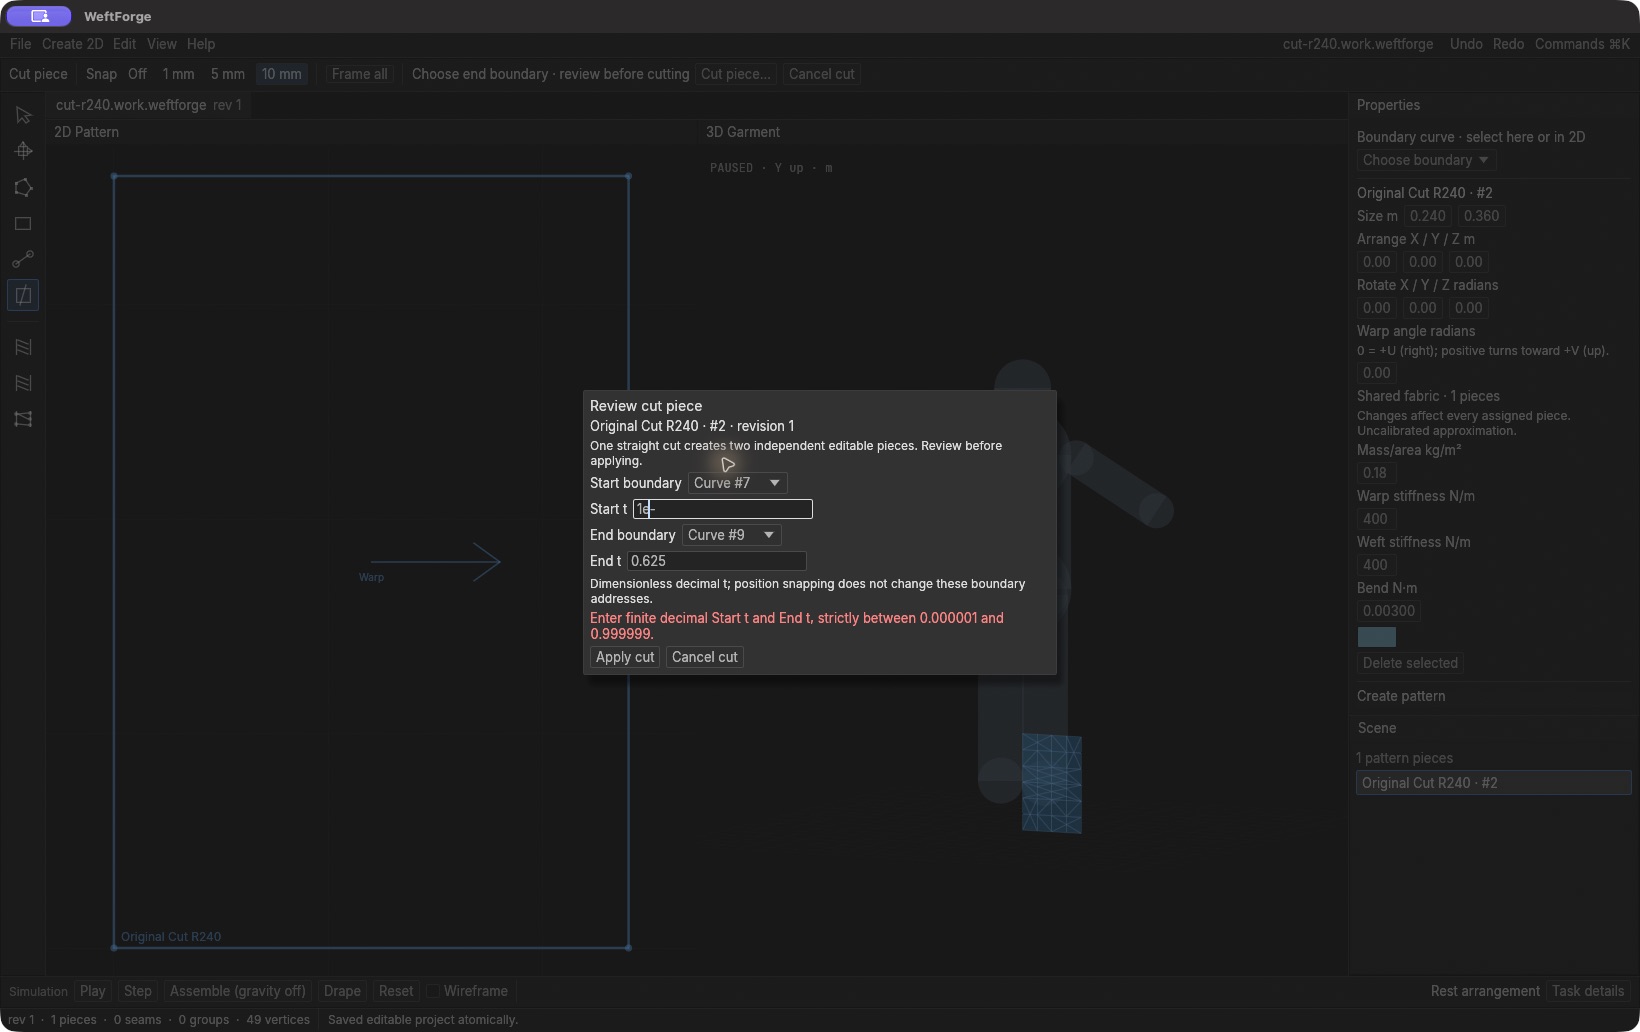 WeftForge
File Create 2D Edit View Help cut-r240.work.weftforge Undo Redo Commands ⌘K
Cut piece Snap Off 1 mm 5 mm 10 mm Frame all Choose end boundary · review before cutting Cut piece... Cancel cut
cut-r240.work.weftforge rev 1
2D Pattern
3D Garment
PAUSED · Y up · m
Warp
Original Cut R240
Review cut piece
Original Cut R240 · #2 · revision 1
One straight cut creates two independent editable pieces. Review before
applying.
Start boundary Curve #7
Start t 1e-
End boundary Curve #9
End t 0.625
Dimensionless decimal t; position snapping does not change these boundary
addresses.
Enter finite decimal Start t and End t, strictly between 0.000001 and
0.999999.
Apply cut Cancel cut
Properties
Boundary curve · select here or in 2D
Choose boundary
Original Cut R240 · #2
Size m 0.240 0.360
Arrange X / Y / Z m
0.00 0.00 0.00
Rotate X / Y / Z radians
0.00 0.00 0.00
Warp angle radians
0 = +U (right); positive turns toward +V (up).
0.00
Shared fabric · 1 pieces
Changes affect every assigned piece.
Uncalibrated approximation.
Mass/area kg/m²
0.18
Warp stiffness N/m
400
Weft stiffness N/m
400
Bend N·m
0.00300
Delete selected
Create pattern
Scene
1 pattern pieces
Original Cut R240 · #2
Simulation Play Step Assemble (gravity off) Drape Reset Wireframe Rest arrangement Task details
rev 1 · 1 pieces · 0 seams · 0 groups · 49 vertices Saved editable project atomically.